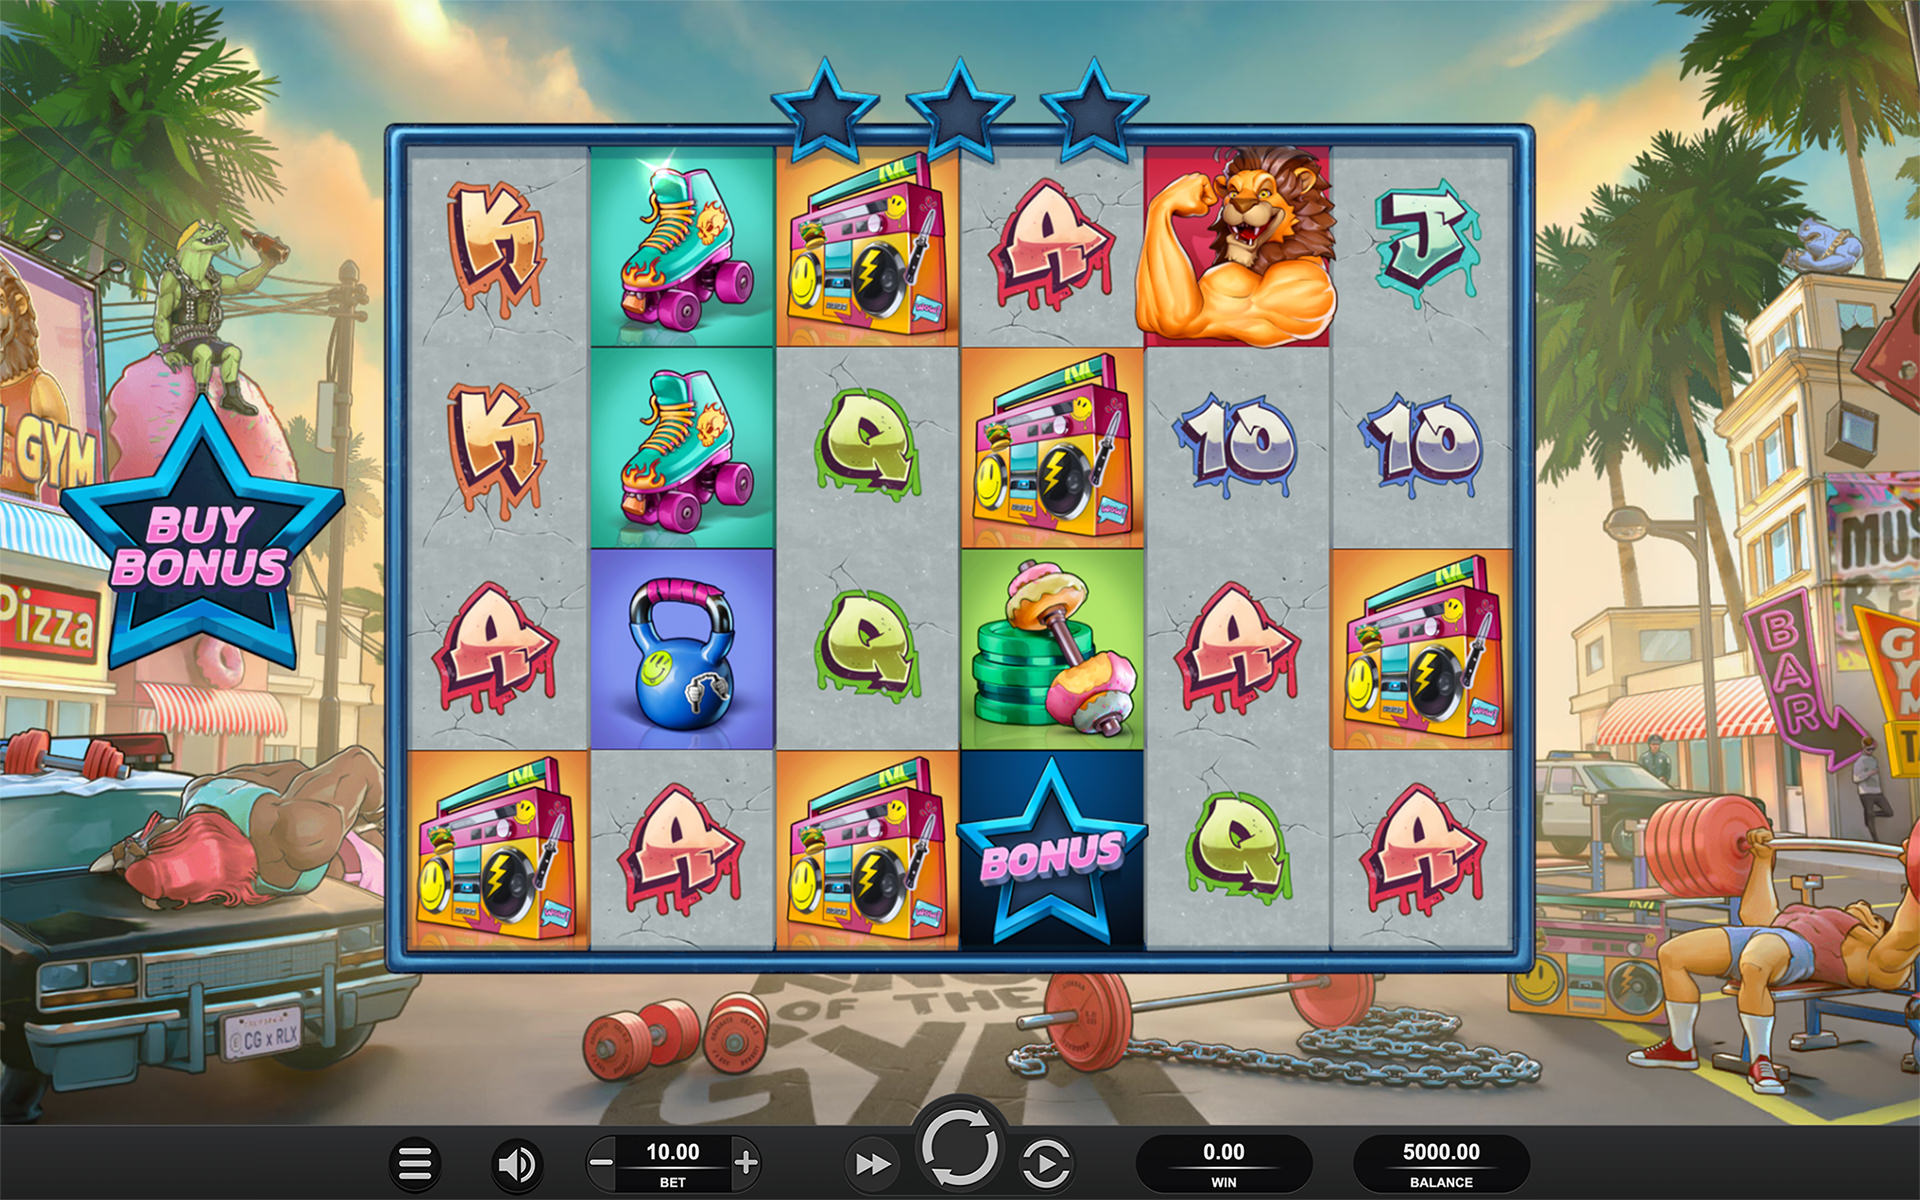 K
A
J
K
Q
10
10
GYM
BUY
BONUS
Pizza
A
Q
A
BAR
GYM
MUS
A
BONUS
Q
A
CG x RLX
OF THE
GYM
10.00
BET
0.00
WIN
5000.00
BALANCE